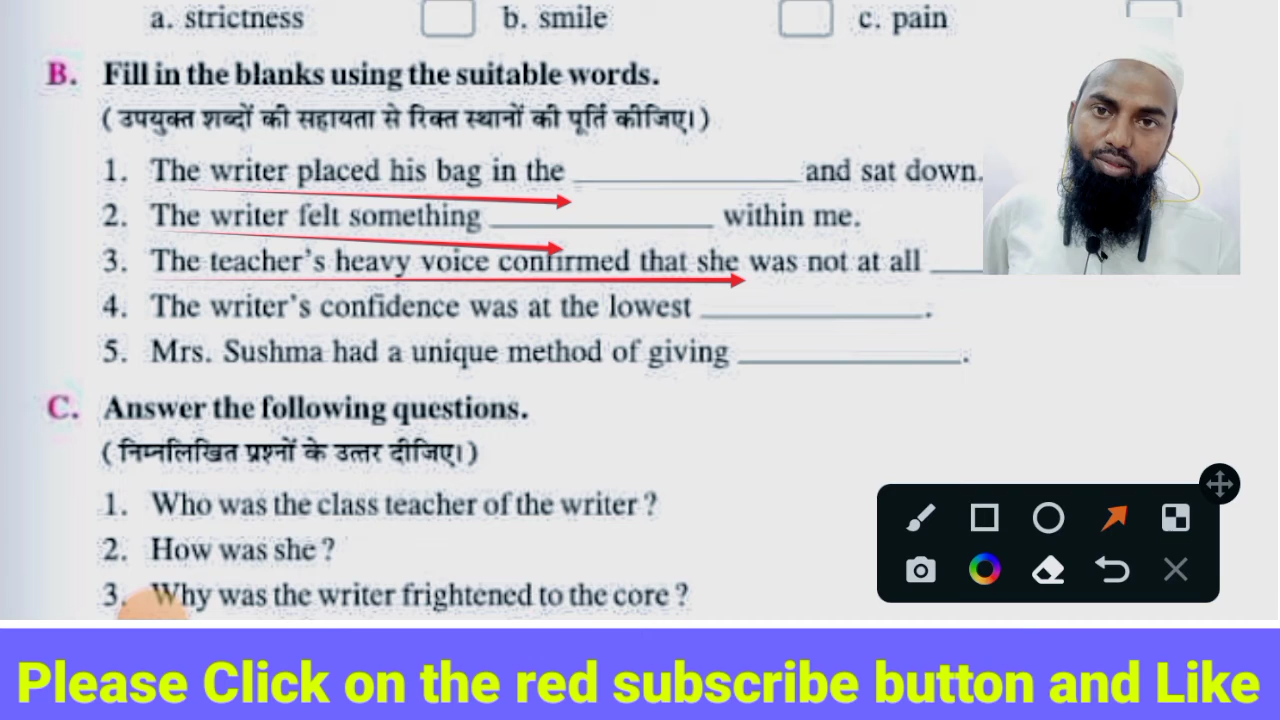 a. strictness b. smile c. pain
B. Fill in the blanks using the suitable words.
( उपयुक्त शब्दों की सहायता से रिक्त स्थानों की पूर्ति कीजिए। )
1. The writer placed his bag in the ____________ and sat down.
2. The writer felt something ____________ within me.
3. The teacher's heavy voice confirmed that she was not at all ___
4. The writer's confidence was at the lowest ____________.
5. Mrs. Sushma had a unique method of giving ____________.
C. Answer the following questions.
( निम्नलिखित प्रश्नों के उत्तर दीजिए। )
1. Who was the class teacher of the writer ?
2. How was she ?
3. Why was the writer frightened to the core ?
Please Click on the red subscribe button and Like